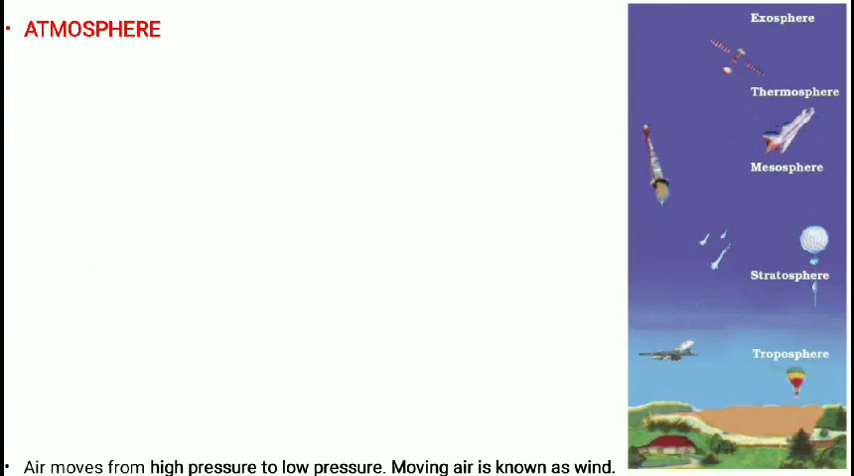 • ATMOSPHERE
Exosphere
Thermosphere
Mesosphere
Stratosphere
Troposphere
• Air moves from high pressure to low pressure. Moving air is known as wind.